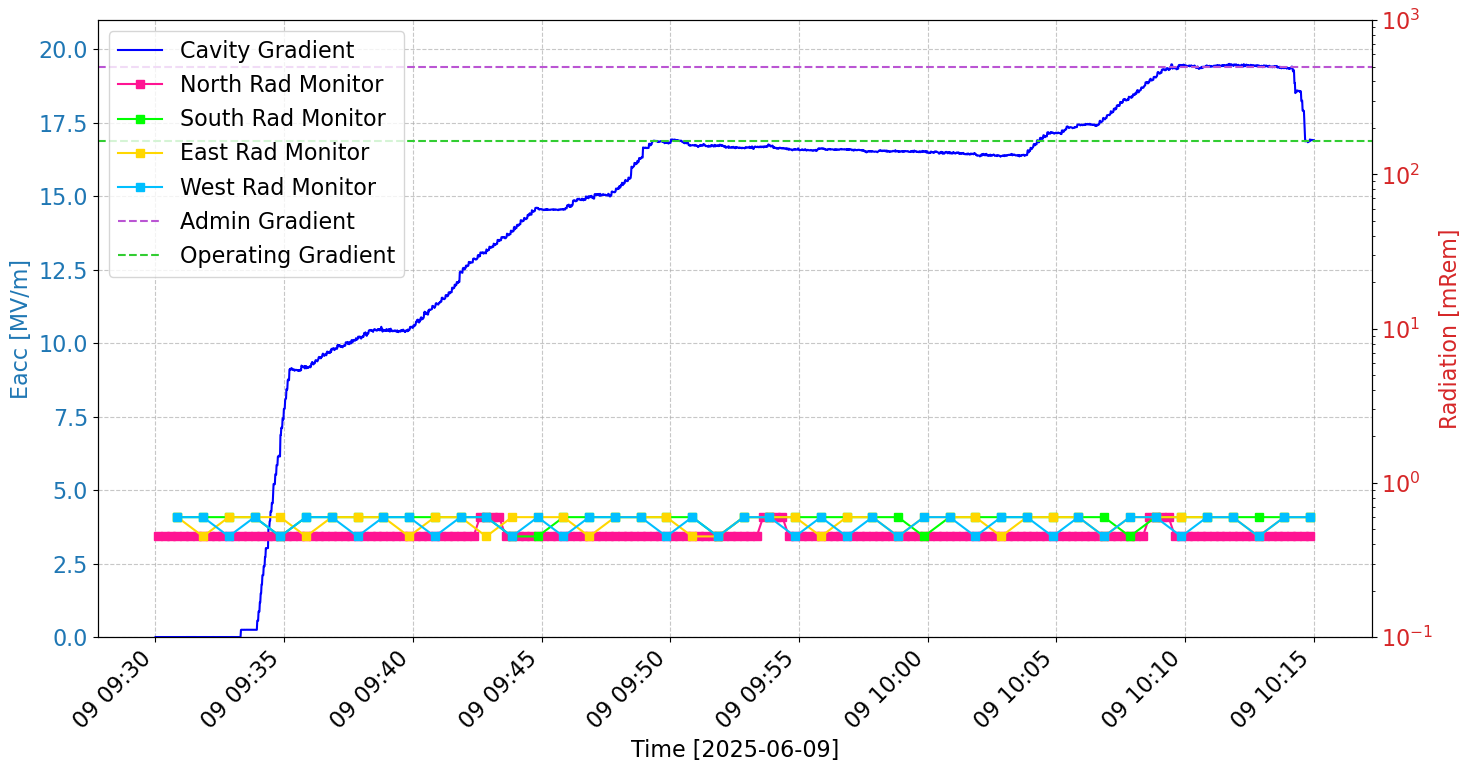 Cavity Gradient
North Rad Monitor
South Rad Monitor
East Rad Monitor
West Rad Monitor
Admin Gradient
Operating Gradient
Eacc [MV/m]
20.0
17.5
15.0
12.5
10.0
7.5
5.0
2.5
0.0
Radiation [mRem]
10³
10²
10¹
10⁰
10⁻¹
09 09:30
09 09:35
09 09:40
09 09:45
09 09:50
09 09:55
09 10:00
09 10:05
09 10:10
09 10:15
Time [2025-06-09]